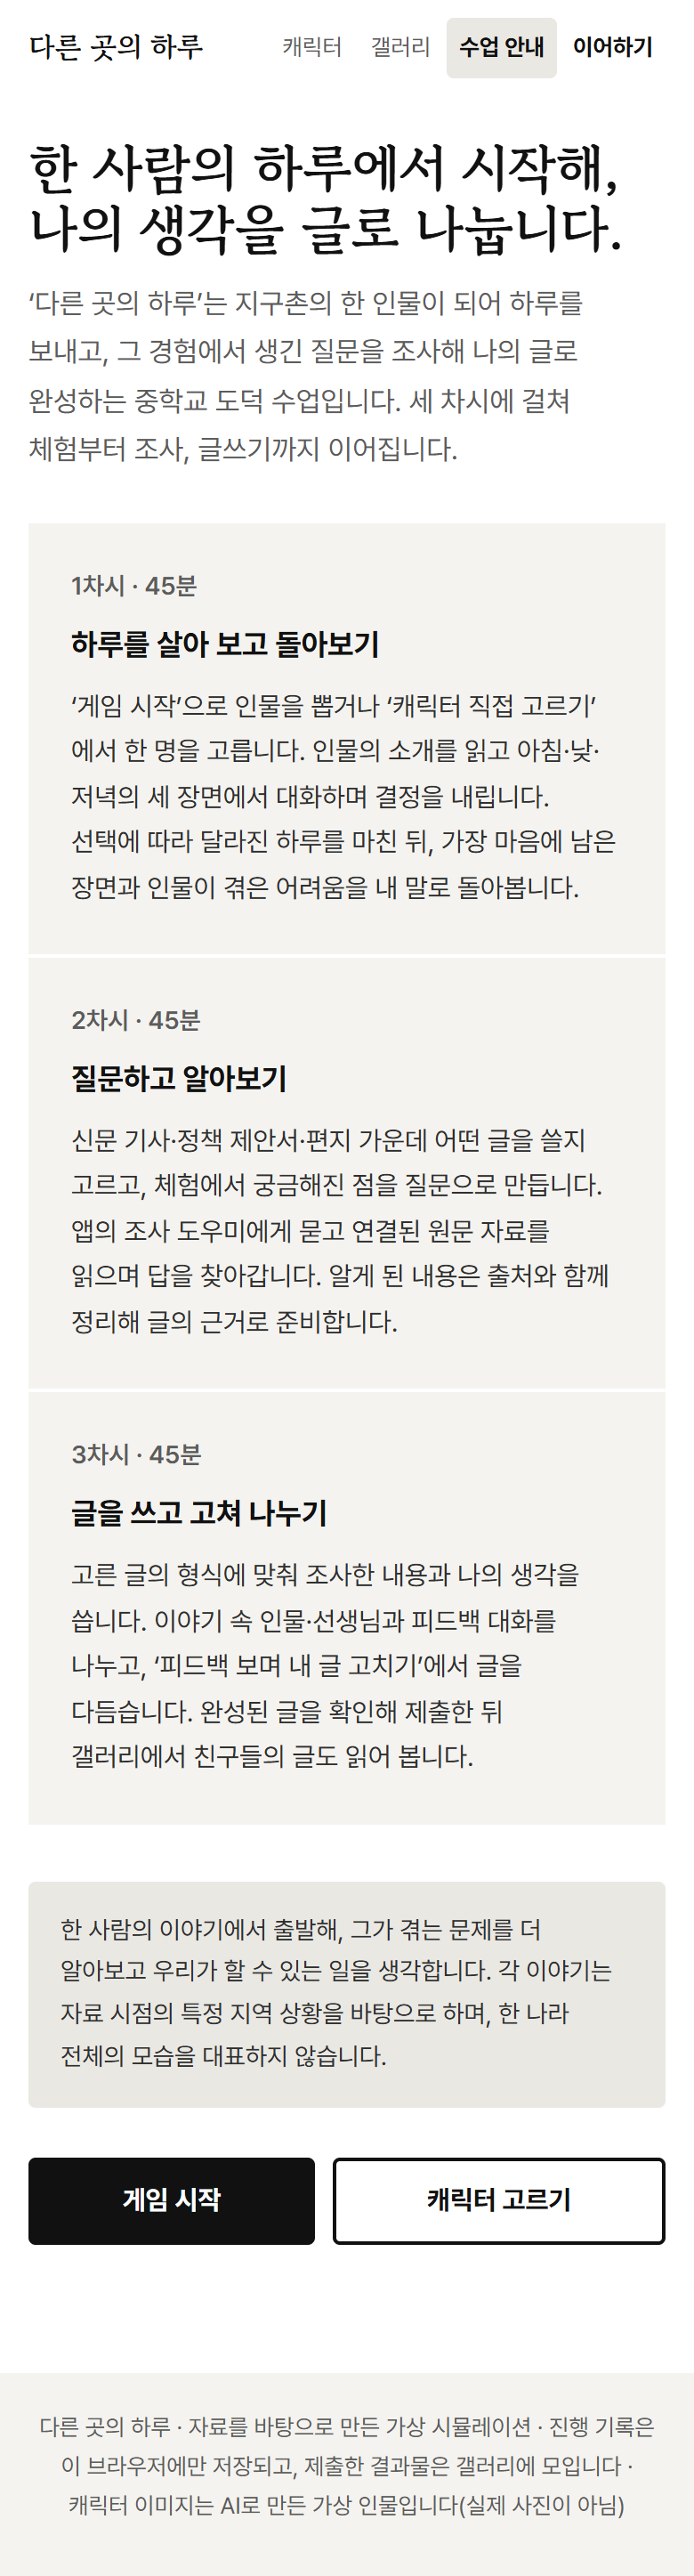 다른 곳의 하루
캐릭터
갤러리
수업 안내
이어하기
한 사람의 하루에서 시작해,
나의 생각을 글로 나눕니다.
‘다른 곳의 하루’는 지구촌의 한 인물이 되어 하루를
보내고, 그 경험에서 생긴 질문을 조사해 나의 글로
완성하는 중학교 도덕 수업입니다. 세 차시에 걸쳐
체험부터 조사, 글쓰기까지 이어집니다.
1차시 · 45분
하루를 살아 보고 돌아보기
‘게임 시작’으로 인물을 뽑거나 ‘캐릭터 직접 고르기’
에서 한 명을 고릅니다. 인물의 소개를 읽고 아침·낮·
저녁의 세 장면에서 대화하며 결정을 내립니다.
선택에 따라 달라진 하루를 마친 뒤, 가장 마음에 남은
장면과 인물이 겪은 어려움을 내 말로 돌아봅니다.
2차시 · 45분
질문하고 알아보기
신문 기사·정책 제안서·편지 가운데 어떤 글을 쓸지
고르고, 체험에서 궁금해진 점을 질문으로 만듭니다.
앱의 조사 도우미에게 묻고 연결된 원문 자료를
읽으며 답을 찾아갑니다. 알게 된 내용은 출처와 함께
정리해 글의 근거로 준비합니다.
3차시 · 45분
글을 쓰고 고쳐 나누기
고른 글의 형식에 맞춰 조사한 내용과 나의 생각을
씁니다. 이야기 속 인물·선생님과 피드백 대화를
나누고, ‘피드백 보며 내 글 고치기’에서 글을
다듬습니다. 완성된 글을 확인해 제출한 뒤
갤러리에서 친구들의 글도 읽어 봅니다.
한 사람의 이야기에서 출발해, 그가 겪는 문제를 더
알아보고 우리가 할 수 있는 일을 생각합니다. 각 이야기는
자료 시점의 특정 지역 상황을 바탕으로 하며, 한 나라
전체의 모습을 대표하지 않습니다.
게임 시작
캐릭터 고르기
다른 곳의 하루 · 자료를 바탕으로 만든 가상 시뮬레이션 · 진행 기록은
이 브라우저에만 저장되고, 제출한 결과물은 갤러리에 모입니다 ·
캐릭터 이미지는 AI로 만든 가상 인물입니다(실제 사진이 아님)